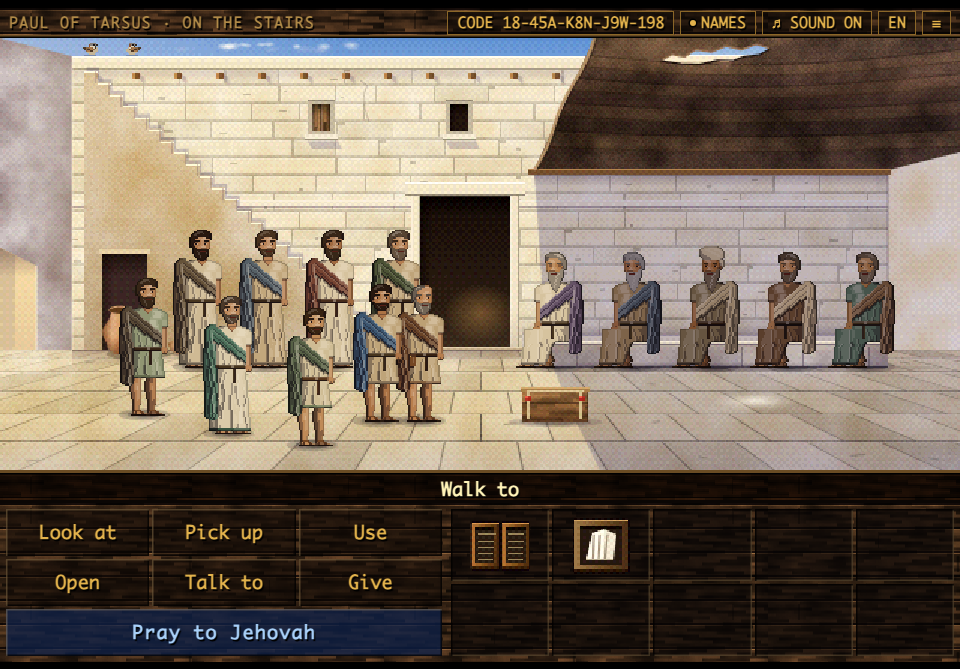 PAUL OF TARSUS · ON THE STAIRS
CODE 18-45A-K8N-J9W-198
• NAMES
♬ SOUND ON
EN
≡
Walk to
Look at
Pick up
Use
Open
Talk to
Give
Pray to Jehovah